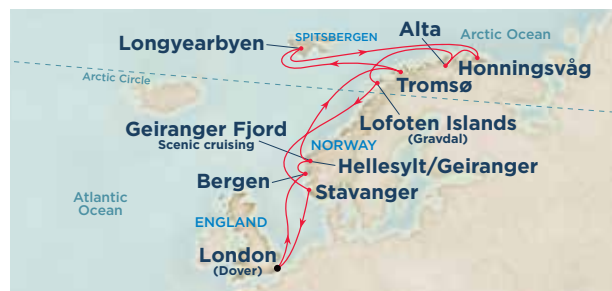 Longyearbyen
SPITSBERGEN
Alta
Arctic Ocean
Honningsvåg
Tromsø
Arctic Circle
Lofoten Islands
(Gravdal)
Geiranger Fjord
Scenic cruising
NORWAY
Hellesylt/Geiranger
Bergen
Stavanger
Atlantic
Ocean
ENGLAND
London
(Dover)